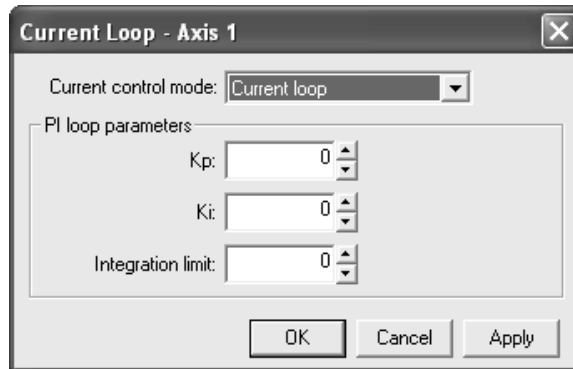 Current Loop - Axis 1
Current control mode: Current loop
PI loop parameters
Kp: 0
Ki: 0
Integration limit: 0
OK Cancel Apply